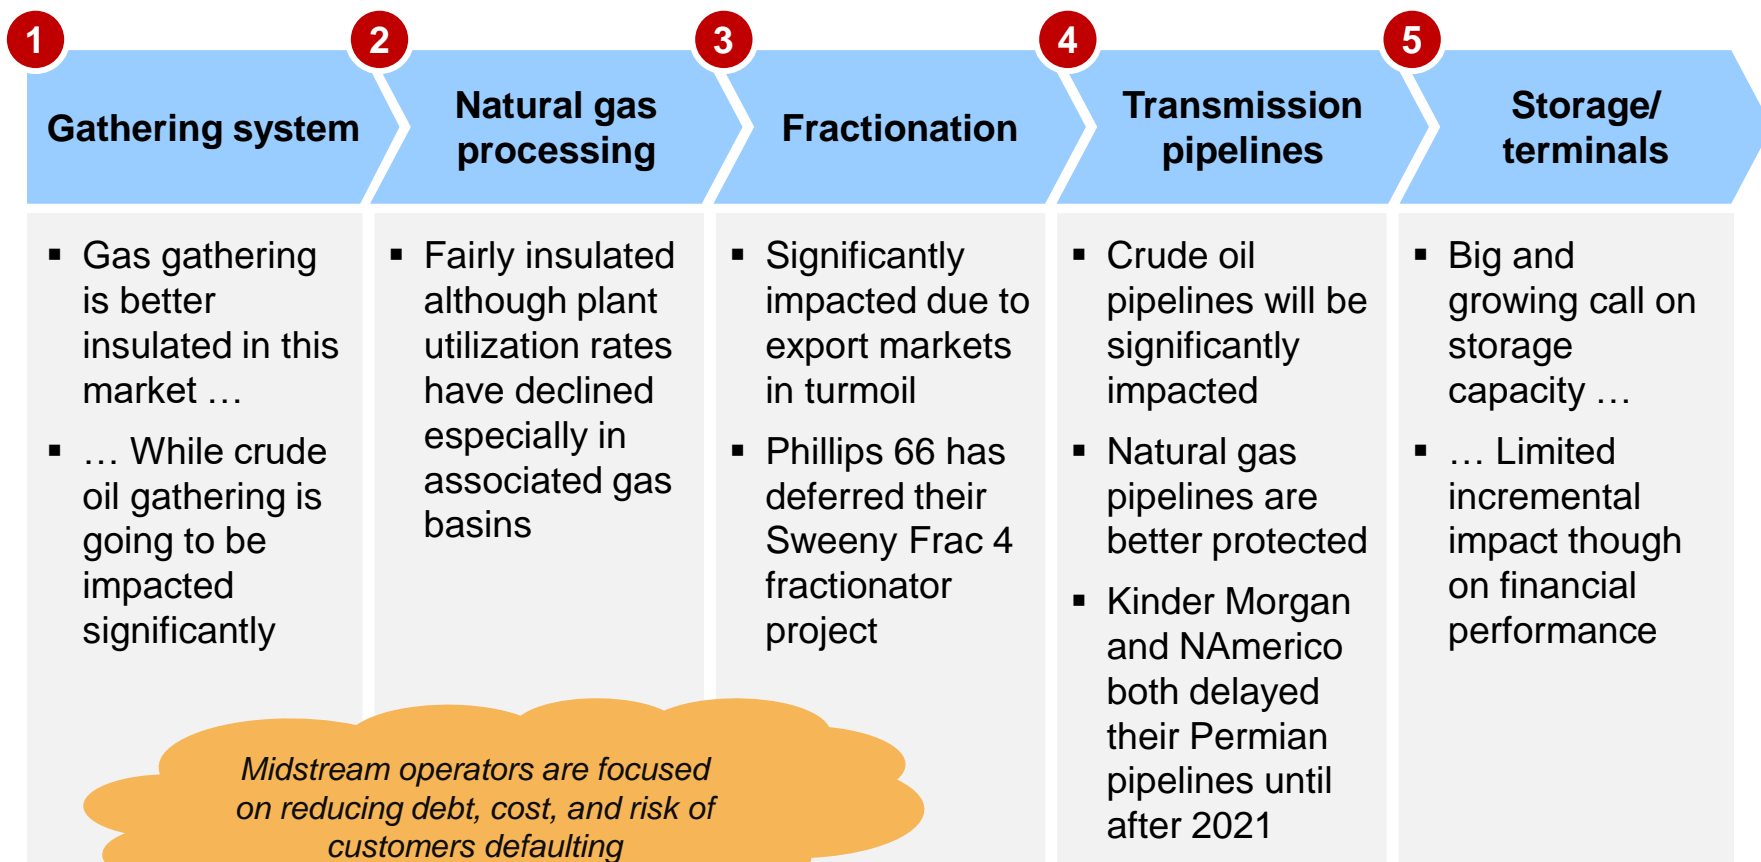 1
Gathering system
▪ Gas gathering
is better
insulated in this
market …
▪ … While crude
oil gathering is
going to be
impacted
significantly
2
Natural gas
processing
▪ Fairly insulated
although plant
utilization rates
have declined
especially in
associated gas
basins
3
Fractionation
▪ Significantly
impacted due to
export markets
in turmoil
▪ Phillips 66 has
deferred their
Sweeny Frac 4
fractionator
project
4
Transmission
pipelines
▪ Crude oil
pipelines will be
significantly
impacted
▪ Natural gas
pipelines are
better protected
▪ Kinder Morgan
and NAmerico
both delayed
their Permian
pipelines until
after 2021
5
Storage/
terminals
▪ Big and
growing call on
storage
capacity …
▪ … Limited
incremental
impact though
on financial
performance
Midstream operators are focused
on reducing debt, cost, and risk of
customers defaulting